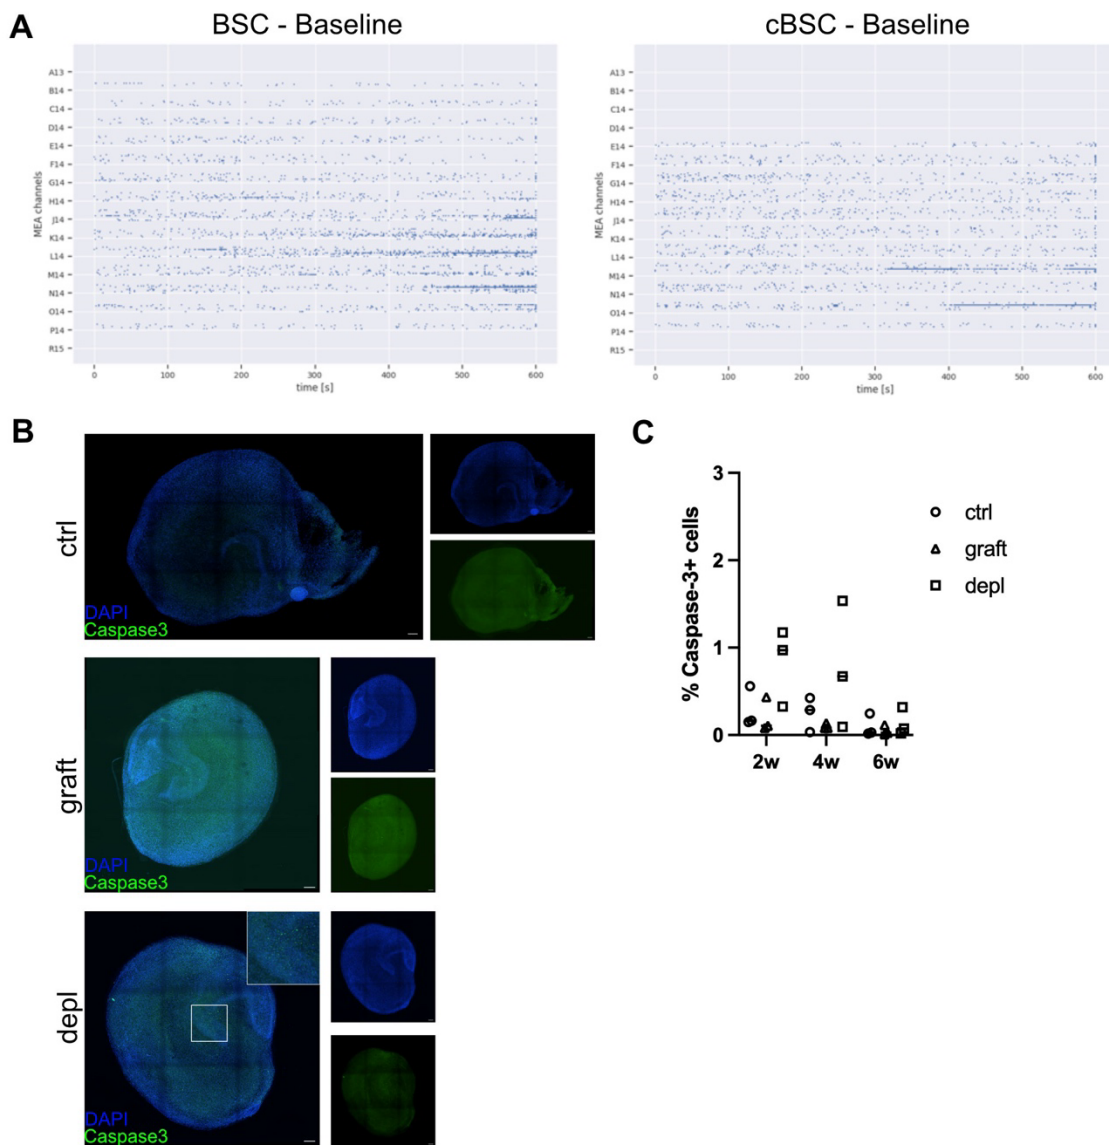 A
BSC - Baseline
cBSC - Baseline
MEA channels
A13
B14
C14
D14
E14
F14
G14
H14
J14
K14
L14
M14
N14
O14
P14
R15
0 100 200 300 400 500 600
time [s]
MEA channels
A13
B14
C14
D14
E14
F14
G14
H14
J14
K14
L14
M14
N14
O14
P14
R15
0 100 200 300 400 500 600
time [s]
B
ctrl
DAPI
Caspase3
graft
DAPI
Caspase3
depl
DAPI
Caspase3
C
% Caspase-3+ cells
3
2
1
0
2w 4w 6w
ctrl
graft
depl